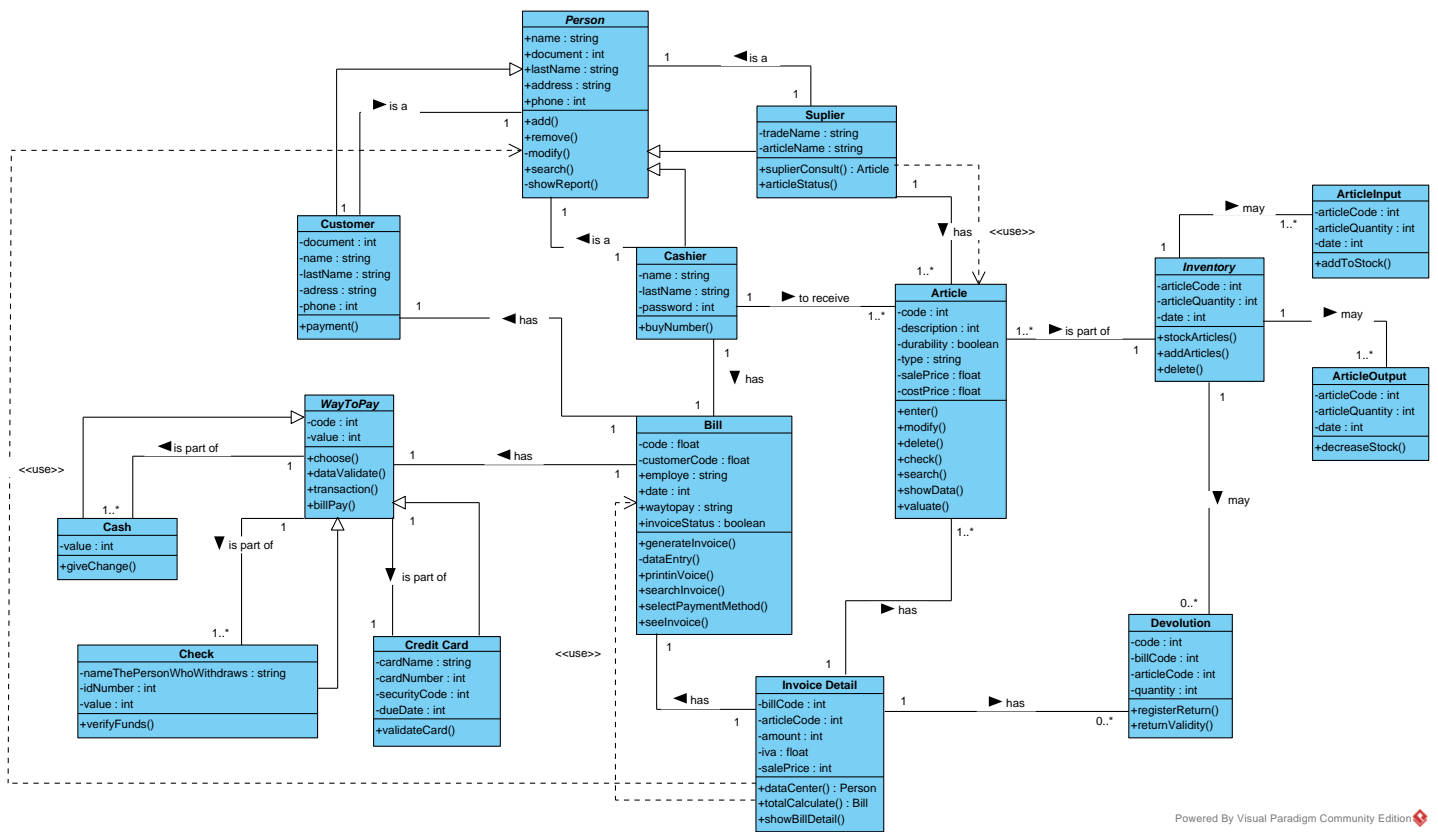 Person
+name : string
+document : int
+lastName : string
+address : string
+phone : int
+add()
+remove()
-modify()
+search()
-showReport()
1
◄ is a
1
► is a
1
1
Suplier
-tradeName : string
-articleName : string
+suplierConsult() : Article
+articleStatus()
1
▼ has
1..*
<<use>>
Customer
-document : int
-name : string
-lastName : string
-adress : string
-phone : int
+payment()
1
◄ is a
1
Cashier
-name : string
-lastName : string
-password : int
+buyNumber()
1
► to receive
1..*
1
▼ has
1
1
◄ has
1
Article
-code : int
-description : int
-durability : boolean
-type : string
-salePrice : float
-costPrice : float
+enter()
+modify()
+delete()
+check()
+search()
+showData()
+valuate()
1..*
► is part of
1
Inventory
-articleCode : int
-articleQuantity : int
-date : int
+stockArticles()
+addArticles()
+delete()
1
► may
1..*
ArticleInput
-articleCode : int
-articleQuantity : int
-date : int
+addToStock()
1
► may
1..*
ArticleOutput
-articleCode : int
-articleQuantity : int
-date : int
+decreaseStock()
1
▼ may
0..*
WayToPay
-code : int
-value : int
+choose()
+dataValidate()
+transaction()
+billPay()
1
◄ has
1
<<use>>
◄ is part of
1
1..*
Cash
-value : int
+giveChange()
1
▼ is part of
1..*
Check
-nameThePersonWhoWithdraws : string
-idNumber : int
-value : int
+verifyFunds()
1
▼ is part of
1
Credit Card
-cardName : string
-cardNumber : int
-securityCode : int
-dueDate : int
+validateCard()
Bill
-code : float
-customerCode : float
+employe : string
+date : int
+waytopay : string
+invoiceStatus : boolean
+generateInvoice()
-dataEntry()
+printinVoice()
+searchInvoice()
+selectPaymentMethod()
+seeInvoice()
<<use>>
1
◄ has
1
1..*
► has
1
Invoice Detail
-billCode : int
-articleCode : int
-amount : int
-iva : float
-salePrice : int
+dataCenter() : Person
+totalCalculate() : Bill
+showBillDetail()
1
► has
0..*
Devolution
-code : int
-billCode : int
-articleCode : int
-quantity : int
+registerReturn()
+returnValidity()
Powered By Visual Paradigm Community Edition